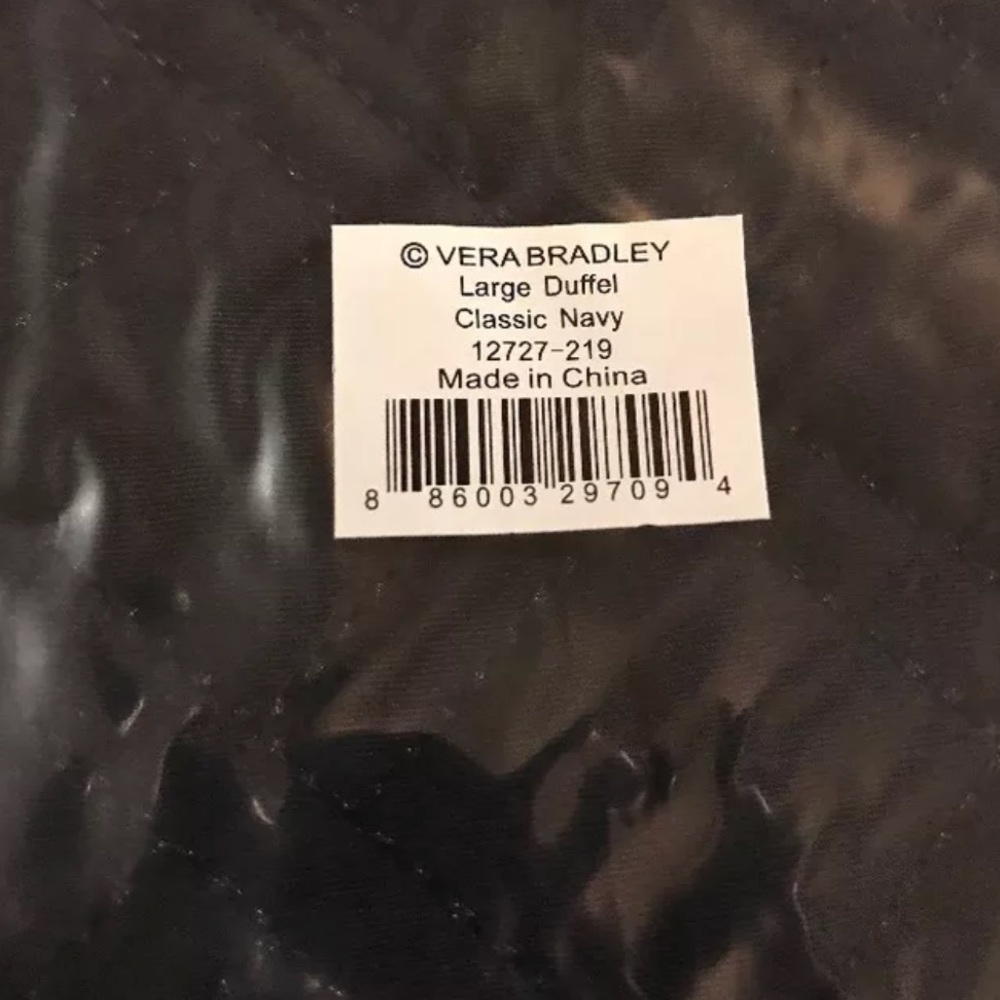 © VERA BRADLEY
Large Duffel
Classic Navy
12727-219
Made in China
8 86003 29709 4